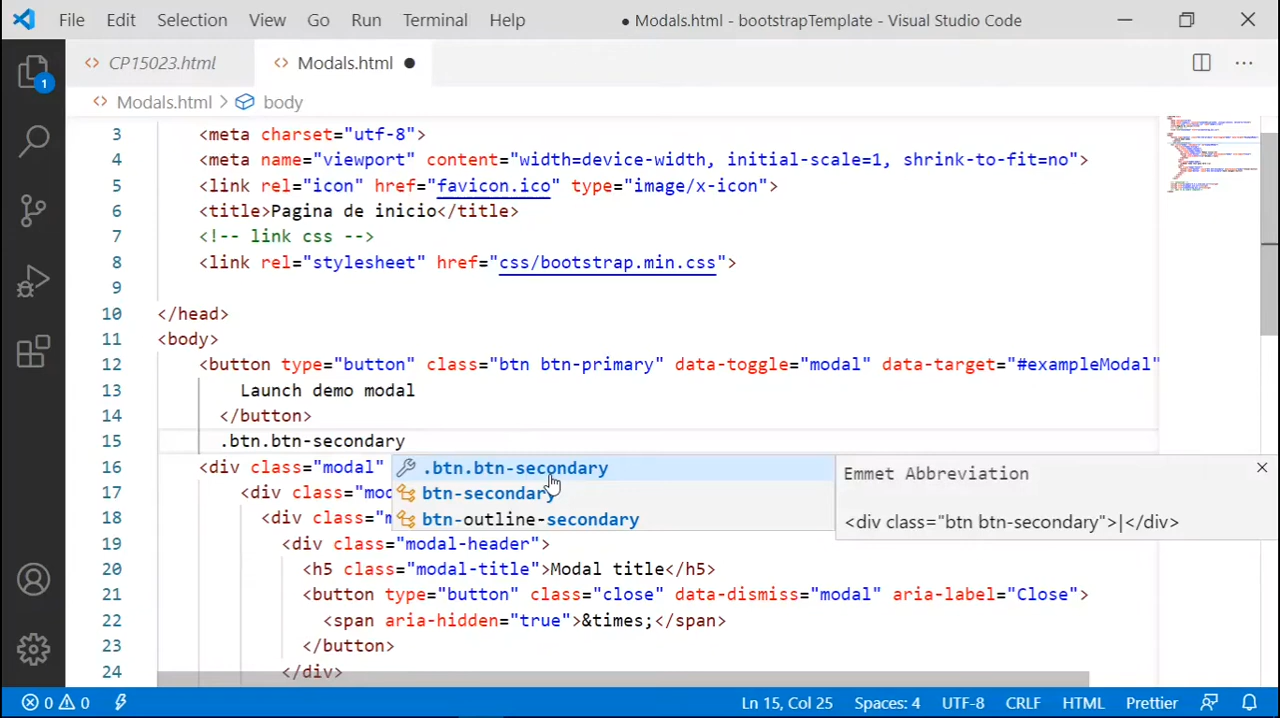 File Edit Selection View Go Run Terminal Help ● Modals.html - bootstrapTemplate - Visual Studio Code
CP15023.html Modals.html ●
Modals.html > body
1
3 <meta charset="utf-8">
4 <meta name="viewport" content="width=device-width, initial-scale=1, shrink-to-fit=no">
5 <link rel="icon" href="favicon.ico" type="image/x-icon">
6 <title>Pagina de inicio</title>
7 <!-- link css -->
8 <link rel="stylesheet" href="css/bootstrap.min.css">
9
10 </head>
11 <body>
12 <button type="button" class="btn btn-primary" data-toggle="modal" data-target="#exampleModal"
13 Launch demo modal
14 </button>
15 .btn.btn-secondary
16 <div class="modal"
17 <div class="mod
18 <div class="m
.btn.btn-secondary
btn-secondary
btn-outline-secondary
Emmet Abbreviation
<div class="btn btn-secondary">|</div>
19 <div class="modal-header">
20 <h5 class="modal-title">Modal title</h5>
21 <button type="button" class="close" data-dismiss="modal" aria-label="Close">
22 <span aria-hidden="true">&times;</span>
23 </button>
24 </div>
0 0 Ln 15, Col 25 Spaces: 4 UTF-8 CRLF HTML Prettier